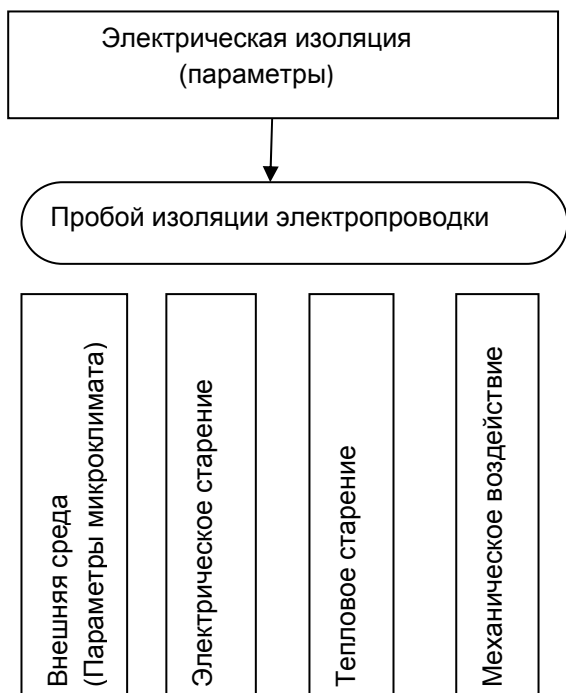 Электрическая изоляция
(параметры)
Пробой изоляции электропроводки
Внешняя среда
(Параметры микроклимата)
Электрическое старение
Тепловое старение
Механическое воздействие